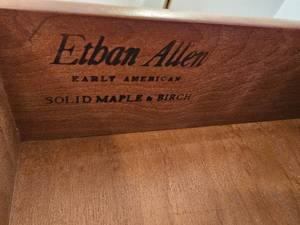 Ethan Allen
EARLY AMERICAN
SOLID MAPLE & BIRCH